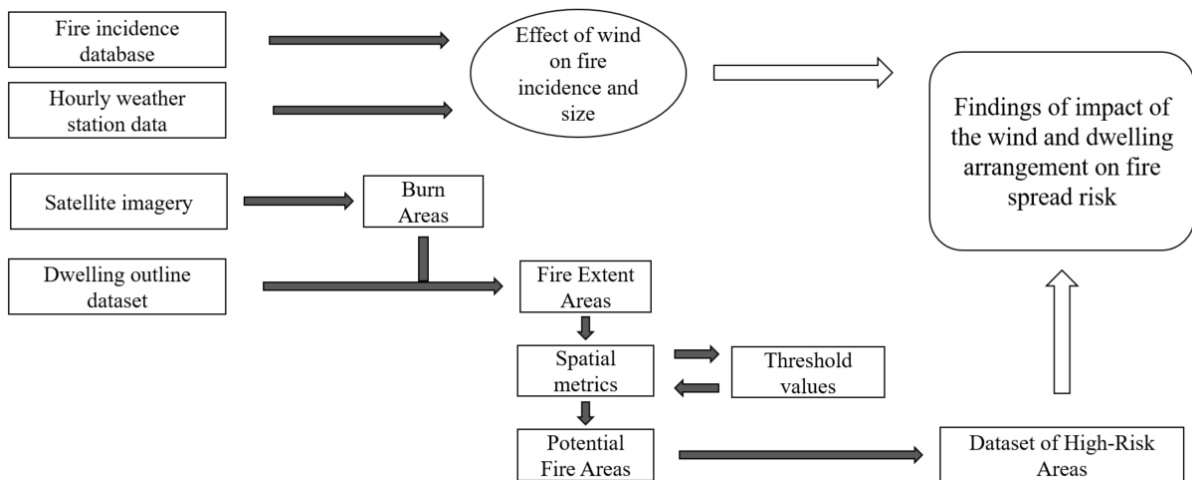 Fire incidence
database
Hourly weather
station data
Effect of wind
on fire
incidence and
size
Findings of impact of
the wind and dwelling
arrangement on fire
spread risk
Satellite imagery
Burn
Areas
Dwelling outline
dataset
Fire Extent
Areas
Spatial
metrics
Threshold
values
Potential
Fire Areas
Dataset of High-Risk
Areas